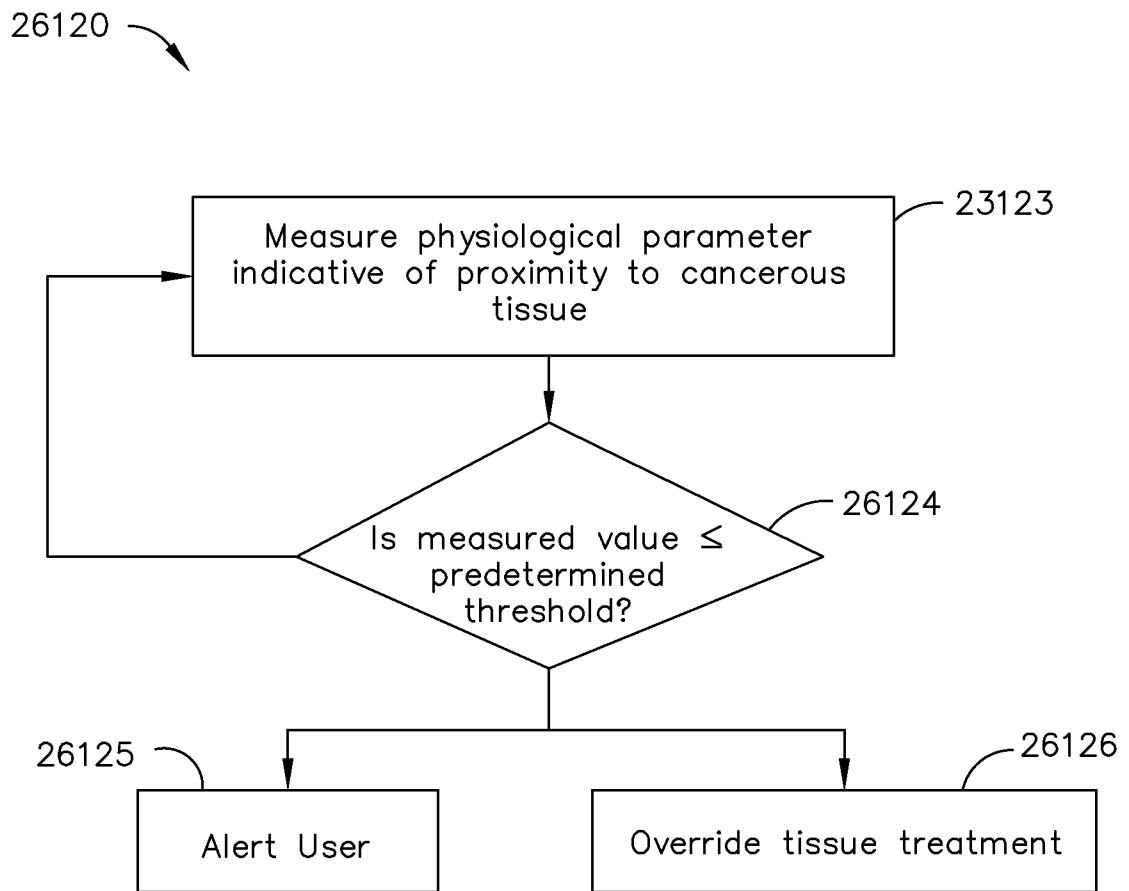 26120
23123
Measure physiological parameter
indicative of proximity to cancerous
tissue
26124
Is measured value ≤
predetermined
threshold?
26125
26126
Alert User
Override tissue treatment